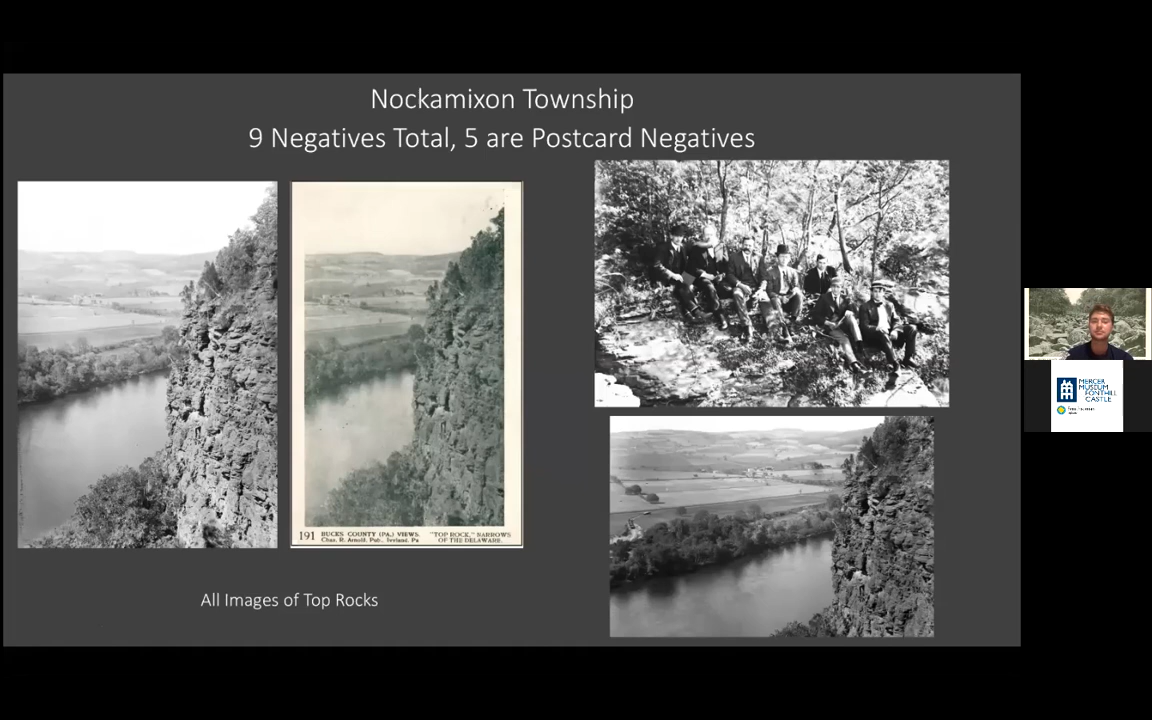 Nockamixon Township
9 Negatives Total, 5 are Postcard Negatives
191 BUCKS COUNTY (PA.) VIEWS. "TOP ROCK," NARROWS
Chas. R. Arnold, Pub., Ivyland, Pa OF THE DELAWARE.
All Images of Top Rocks
MERCER
MUSEUM
FONTHILL
CASTLE